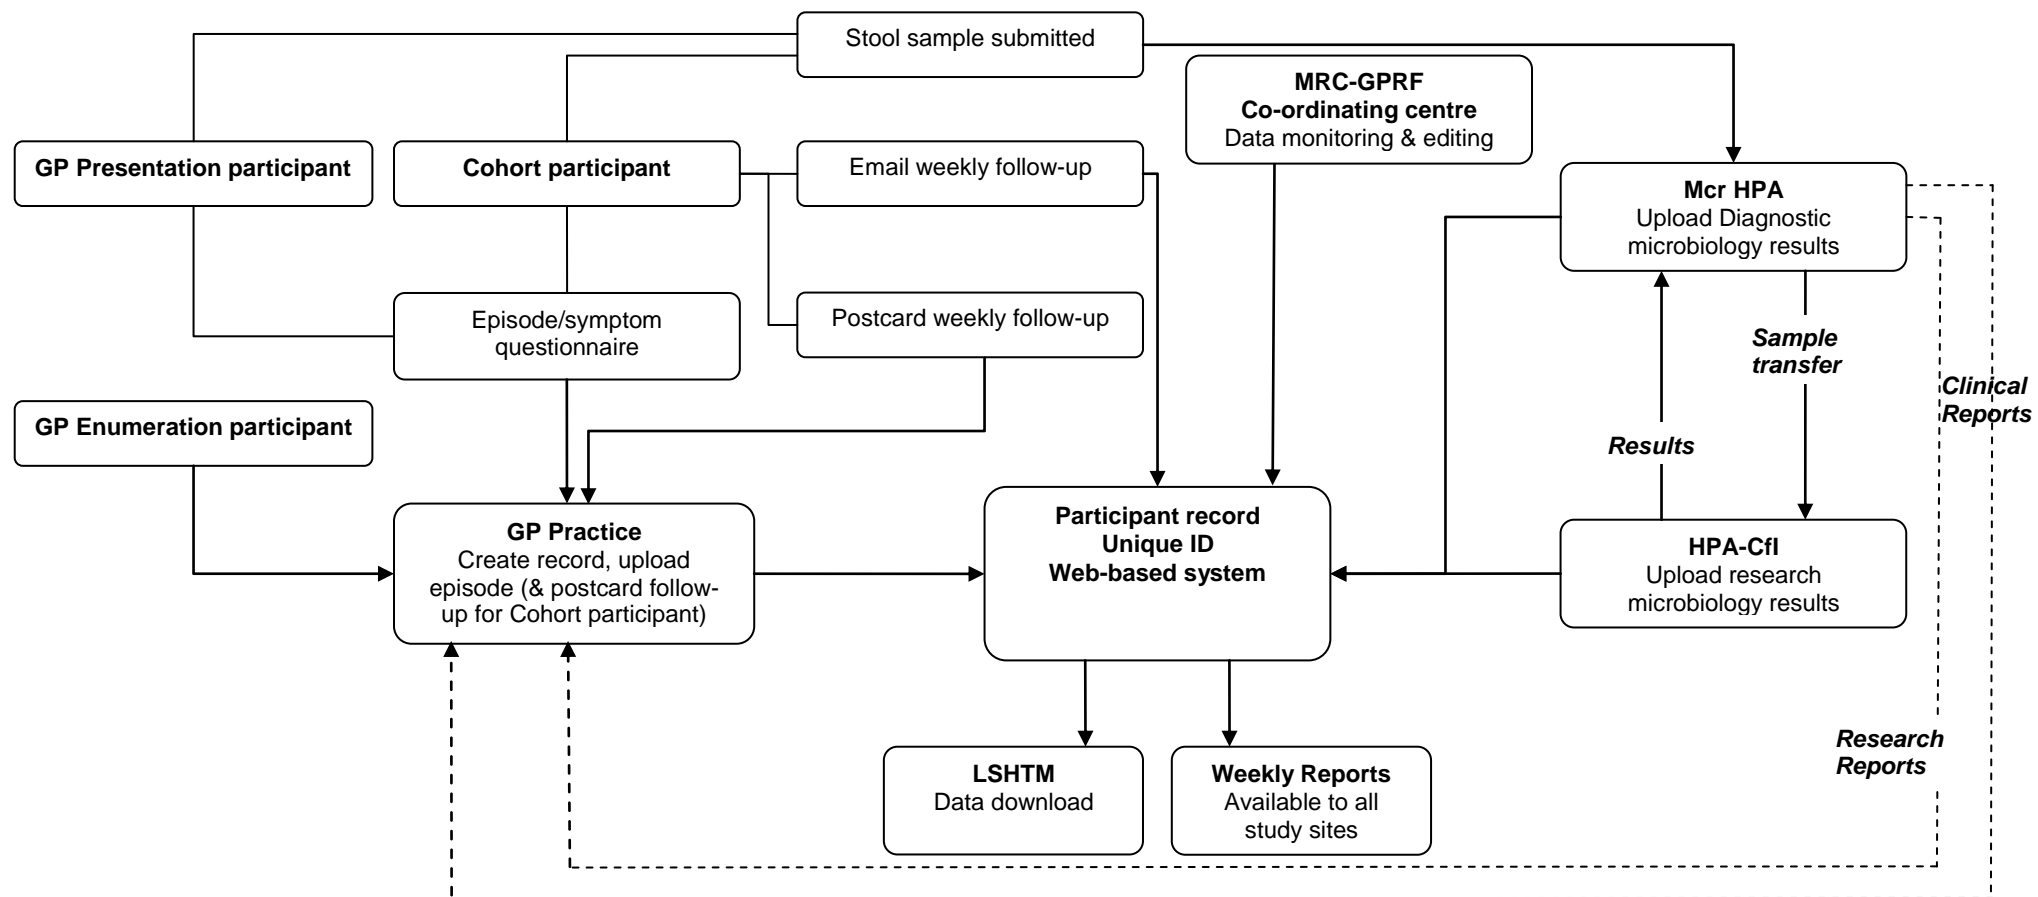 Stool sample submitted
MRC-GPRF
Co-ordinating centre
Data monitoring & editing
GP Presentation participant
Cohort participant
Email weekly follow-up
Mcr HPA
Upload Diagnostic
microbiology results
Episode/symptom
questionnaire
Postcard weekly follow-up
Sample
transfer
Clinical
Reports
GP Enumeration participant
Results
GP Practice
Create record, upload
episode (& postcard follow-
up for Cohort participant)
Participant record
Unique ID
Web-based system
HPA-CfI
Upload research
microbiology results
Research
Reports
LSHTM
Data download
Weekly Reports
Available to all
study sites